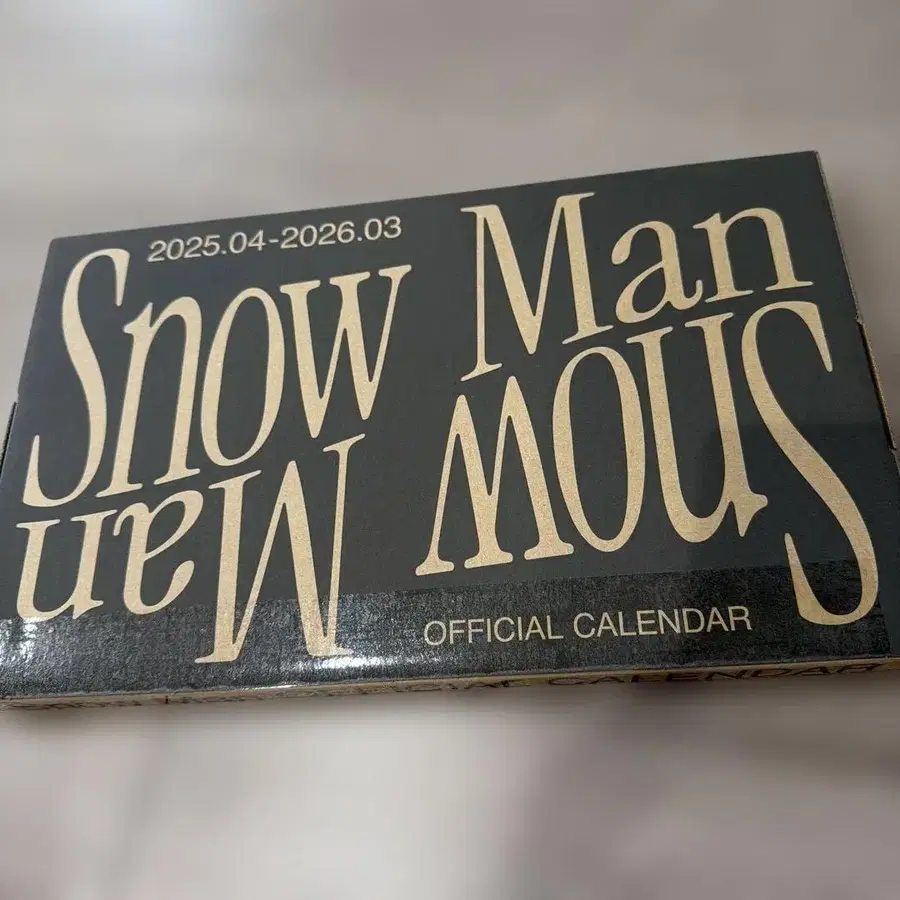 2025.04-2026.03
Snow Man
Snow Man
OFFICIAL CALENDAR